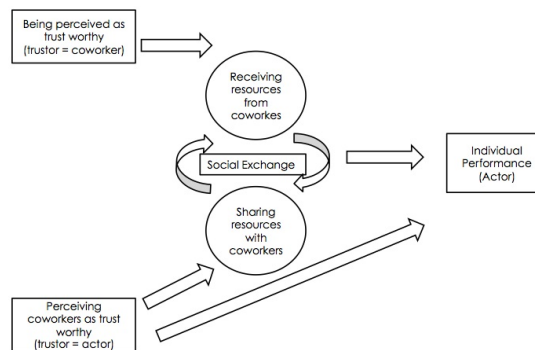 Being perceived as
trust worthy
(trustor = coworker)
Receiving
resources
from
coworkes
Social Exchange
Individual
Performance
(Actor)
Sharing
resources
with
coworkers
Perceiving
coworkers as trust
worthy
(trustor = actor)